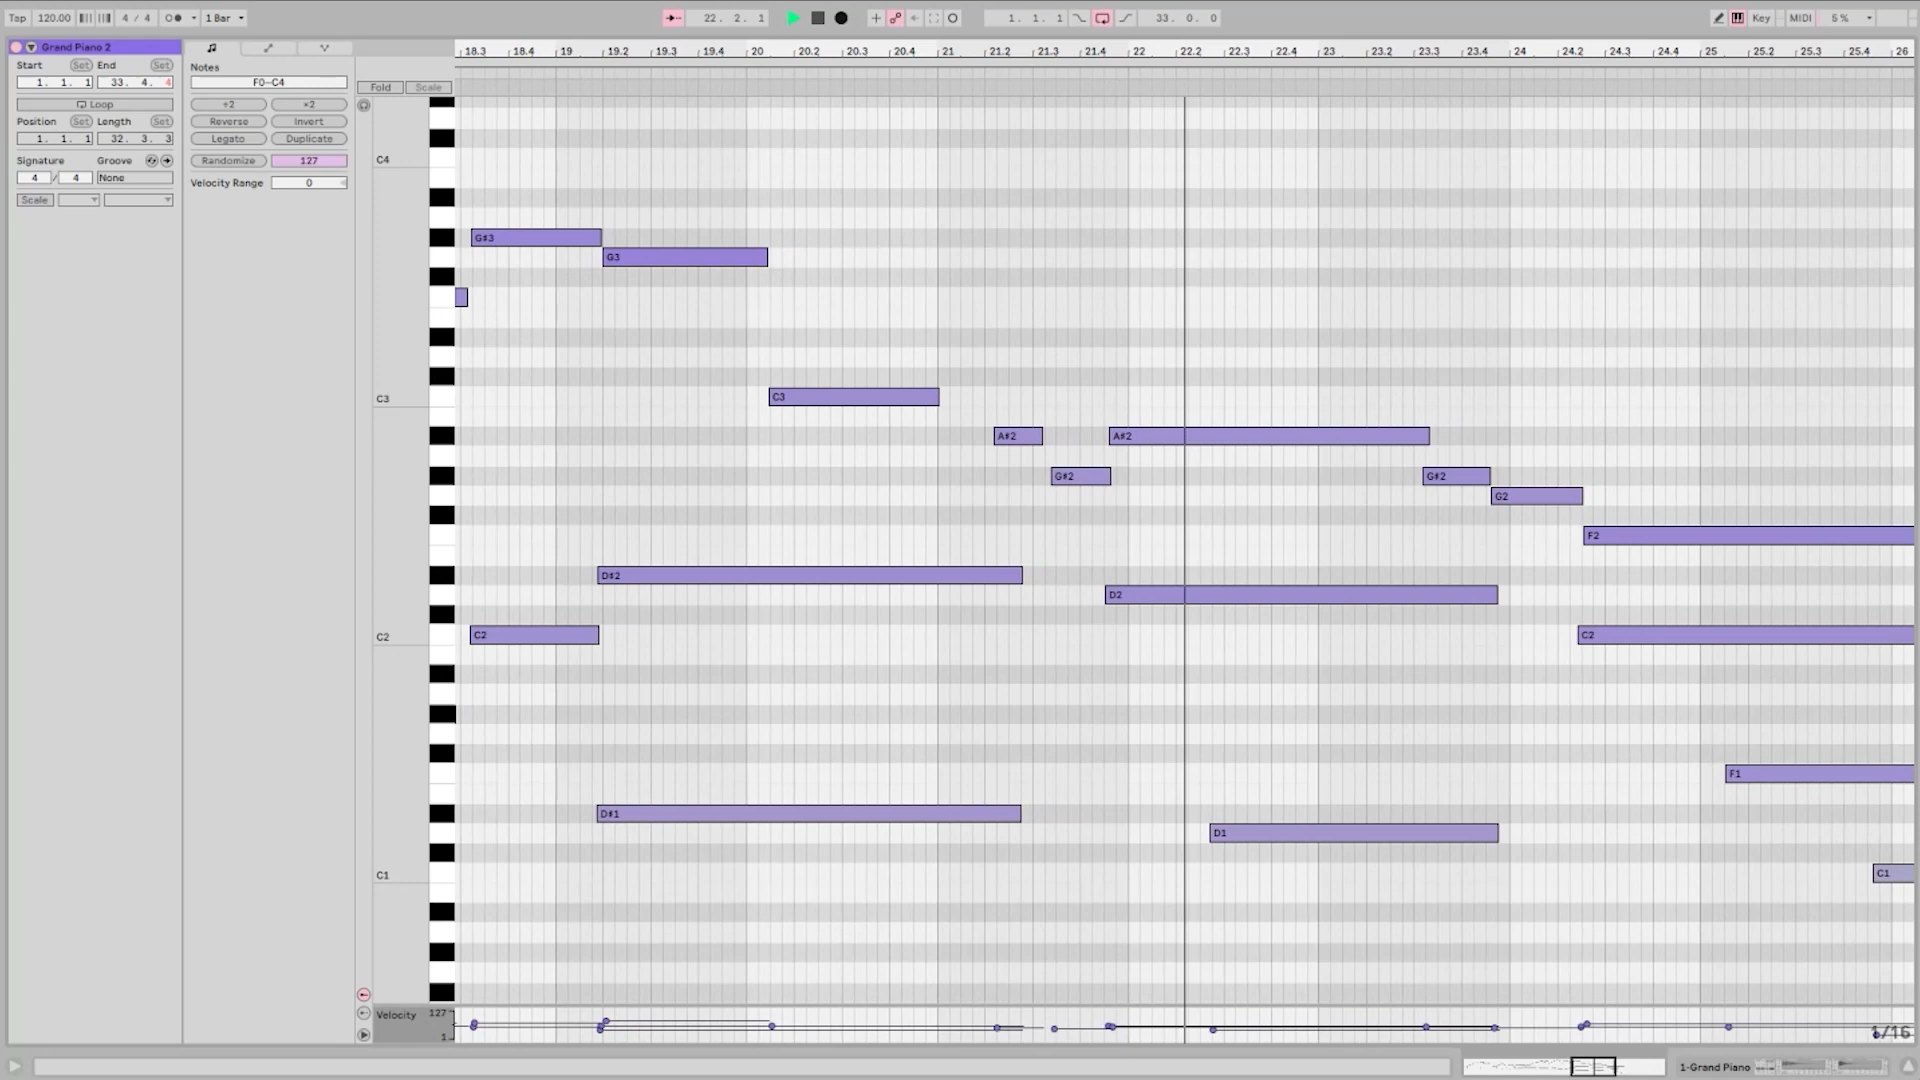 Tap 120.00 4 / 4 1 Bar 22. 2. 1 1. 1. 1 33. 0. 0 Key MIDI 5 %
Grand Piano 2
Start Set End Set
1. 1. 1 33. 4. 4
Loop
Position Set Length Set
1. 1. 1 32. 3. 3
Signature Groove
4 / 4 None
Scale
Notes
F0–C4
÷2 ×2
Reverse Invert
Legato Duplicate
Randomize 127
Velocity Range 0
Fold Scale
18.3 18.4 19 19.2 19.3 19.4 20 20.2 20.3 20.4 21 21.2 21.3 21.4 22 22.2 22.3 22.4 23 23.2 23.3 23.4 24 24.2 24.3 24.4 25 25.2 25.3 25.4 26
C4
G#3
G3
C3
C3
A#2 A#2
G#2 G#2
G2
F2
D#2
D2
C2
C2 C2
F1
D#1
D1
C1
C1
Velocity 127
1
1/16
1-Grand Piano